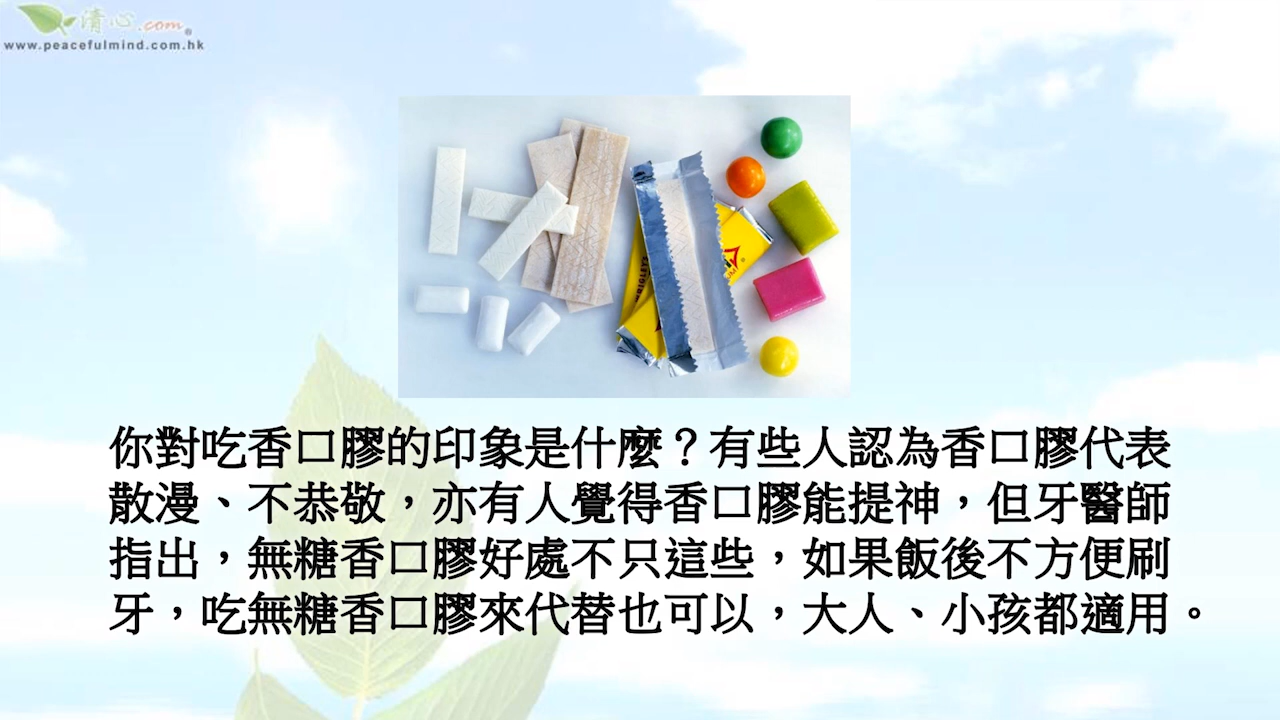 清心.com®
www.peacefulmind.com.hk
你對吃香口膠的印象是什麼？有些人認為香口膠代表
散漫、不恭敬，亦有人覺得香口膠能提神，但牙醫師
指出，無糖香口膠好處不只這些，如果飯後不方便刷
牙，吃無糖香口膠來代替也可以，大人、小孩都適用。